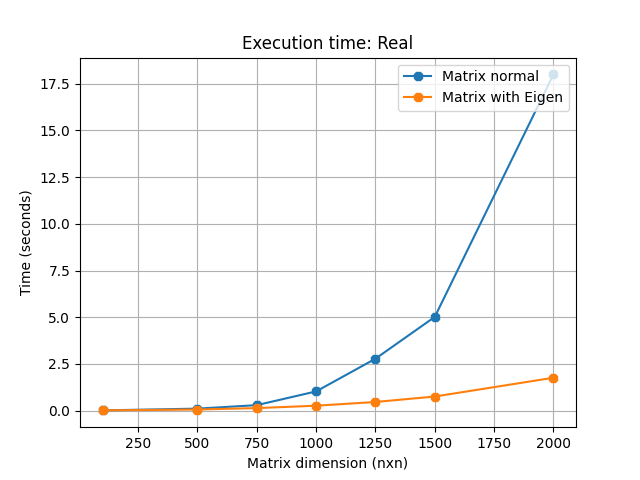 Execution time: Real
Matrix normal
Matrix with Eigen
Time (seconds)
17.5
15.0
12.5
10.0
7.5
5.0
2.5
0.0
250 500 750 1000 1250 1500 1750 2000
Matrix dimension (nxn)